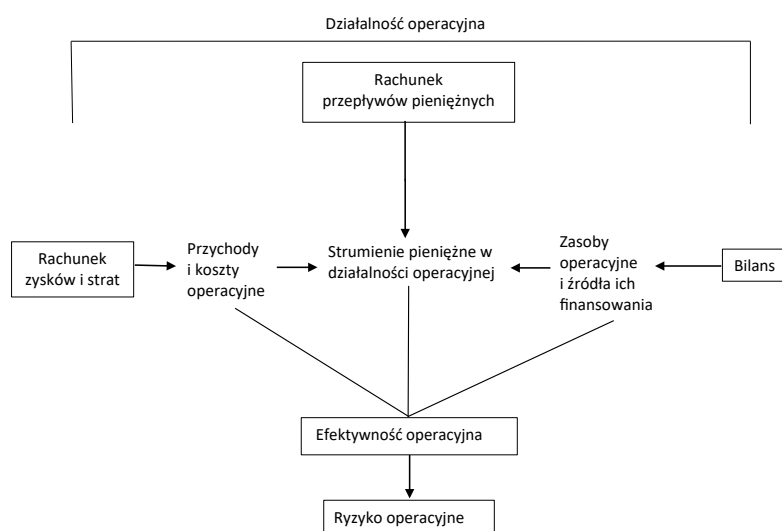 Działalność operacyjna
Rachunek
przepływów pieniężnych
Rachunek
zysków i strat
Przychody
i koszty
operacyjne
Strumienie pieniężne w
działalności operacyjnej
Zasoby
operacyjne
i źródła ich
finansowania
Bilans
Efektywność operacyjna
Ryzyko operacyjne